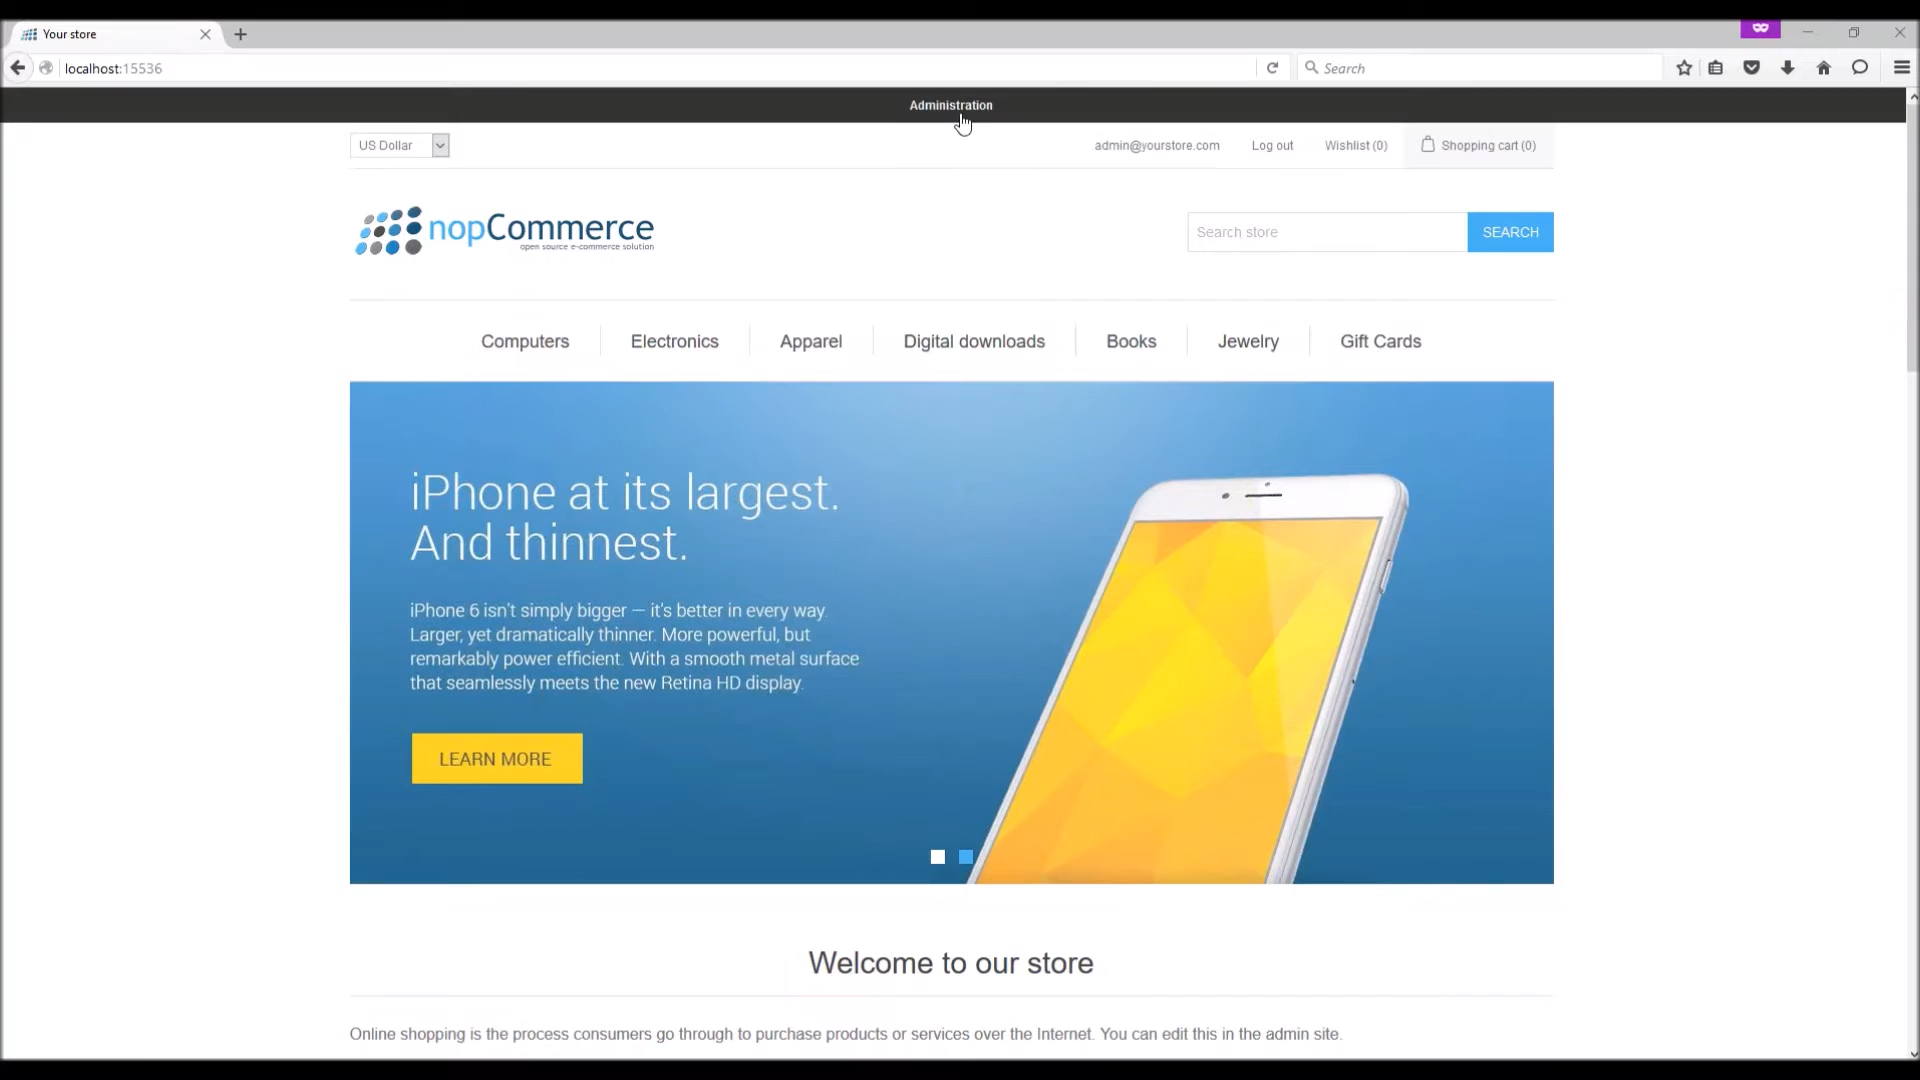 Your store
localhost:15536
Search
Administration
US Dollar
admin@yourstore.com
Log out
Wishlist (0)
Shopping cart (0)
nopCommerce
open source e-commerce solution
Search store
SEARCH
Computers
Electronics
Apparel
Digital downloads
Books
Jewelry
Gift Cards
iPhone at its largest.
And thinnest.
iPhone 6 isn't simply bigger — it's better in every way.
Larger, yet dramatically thinner. More powerful, but
remarkably power efficient. With a smooth metal surface
that seamlessly meets the new Retina HD display.
LEARN MORE
Welcome to our store
Online shopping is the process consumers go through to purchase products or services over the Internet. You can edit this in the admin site.